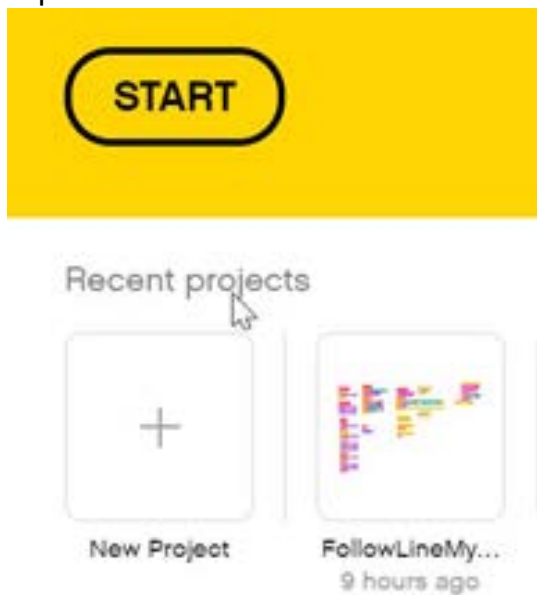 START
Recent projects
New Project
FollowLineMy...
9 hours ago